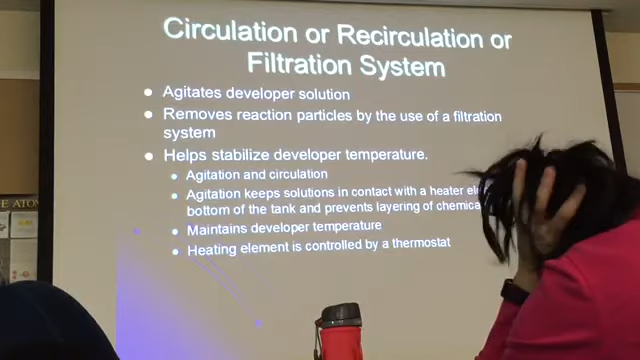 Circulation or Recirculation or
Filtration System
Agitates developer solution
Removes reaction particles by the use of a filtration
system
Helps stabilize developer temperature.
Agitation and circulation
Agitation keeps solutions in contact with a heater
bottom of the tank and prevents layering of
Maintains developer temperature
Heating element is controlled by a thermostat